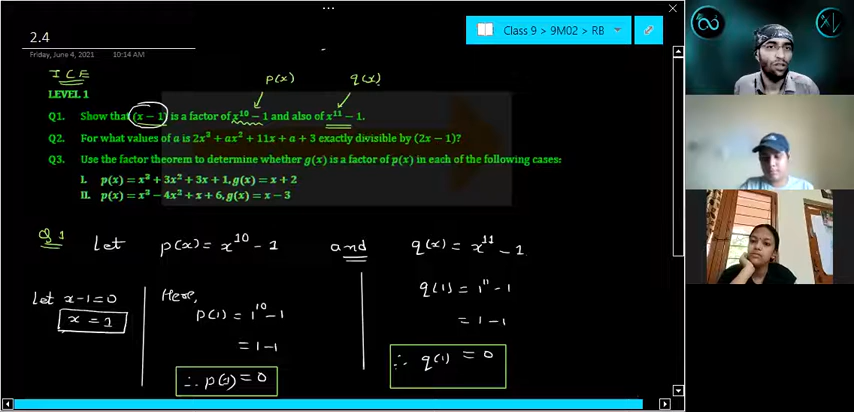 2.4
Friday, June 4, 2021 10:14 AM
Class 9 > 9M02 > RB
I C E
p(x) q(x)
LEVEL 1
Q1. Show that (x − 1) is a factor of x¹⁰ − 1 and also of x¹¹ − 1.
Q2. For what values of a is 2x³ + ax² + 11x + a + 3 exactly divisible by (2x − 1)?
Q3. Use the factor theorem to determine whether g(x) is a factor of p(x) in each of the following cases:
I. p(x) = x³ + 3x² + 3x + 1, g(x) = x + 2
II. p(x) = x³ − 4x² + x + 6, g(x) = x − 3
Q 1 Let p(x) = x¹⁰ − 1 and q(x) = x¹¹ − 1
Let x − 1 = 0
x = 1
Here,
p(1) = 1¹⁰ − 1
= 1 − 1
∴ p(1) = 0
q(1) = 1¹¹ − 1
= 1 − 1
∴ q(1) = 0